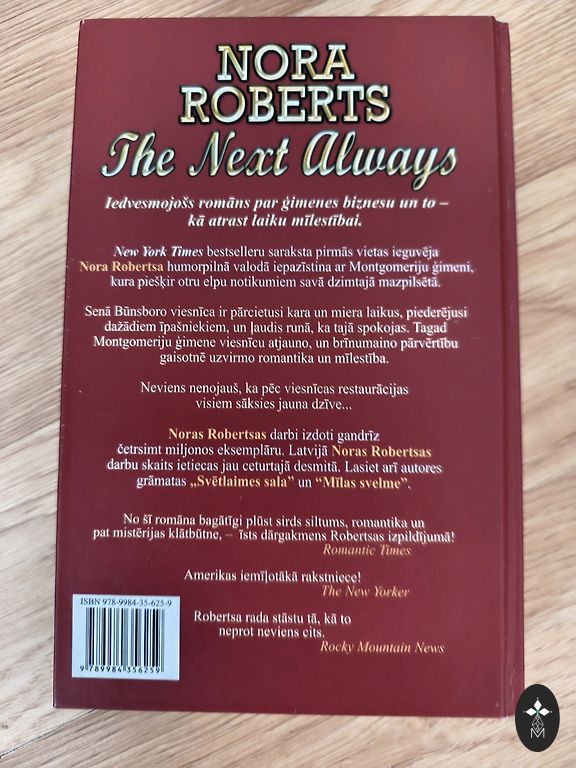 NORA
ROBERTS
The Next Always
Iedvesmojošs romāns par ģimenes biznesu un to –
kā atrast laiku mīlestībai.
New York Times bestselleru saraksta pirmās vietas ieguvēja
Nora Robertsa humorpilnā valodā iepazīstina ar Montgomeriju ģimeni,
kura piešķir otru elpu notikumiem savā dzimtajā mazpilsētā.
Senā Būnsboro viesnīca ir pārcietusi kara un miera laikus, piederējusi
dažādiem īpašniekiem, un ļaudis runā, ka tajā spokojas. Tagad
Montgomeriju ģimene viesnīcu atjauno, un brīnumaino pārvērtību
gaisotnē uzvirmo romantika un mīlestība.
Neviens nenojauš, ka pēc viesnīcas restaurācijas
visiem sāksies jauna dzīve...
Noras Robertsas darbi izdoti gandrīz
četrsimt miljonos eksemplāru. Latvijā Noras Robertsas
darbu skaits ietiecas jau ceturtajā desmitā. Lasiet arī autores
grāmatas „Svētlaimes sala” un “Mīlas svelme”.
No šī romāna bagātīgi plūst sirds siltums, romantika un
pat mistērijas klātbūtne, – īsts dārgakmens Robertsas izpildījumā!
Romantic Times
Amerikas iemīļotākā rakstniece!
The New Yorker
Robertsa rada stāstu tā, kā to
neprot neviens cits.
Rocky Mountain News
ISBN 978-9984-35-625-9
9 789984 356259
M